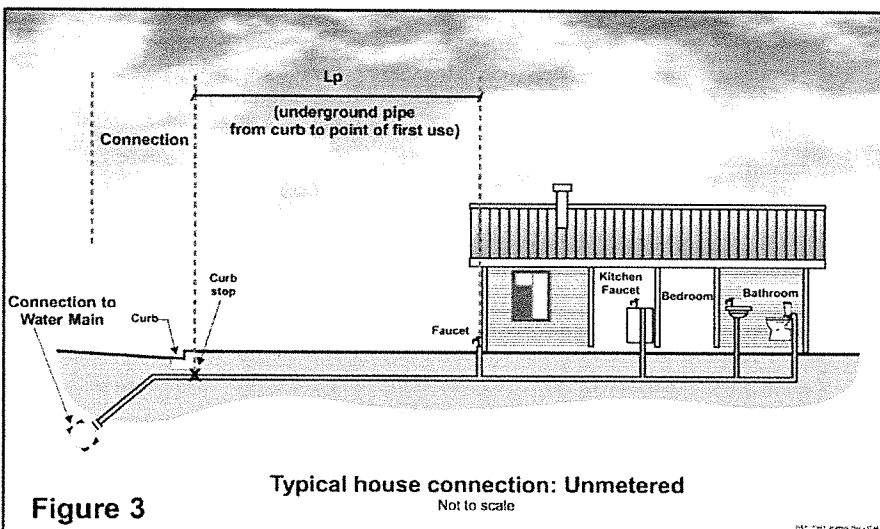 Lp
(underground pipe
from curb to point of first use)
Connection
Connection to
Water Main
Curb
Curb
stop
Faucet
Kitchen
Faucet
Bedroom
Bathroom
Typical house connection: Unmetered
Not to scale
Figure 3